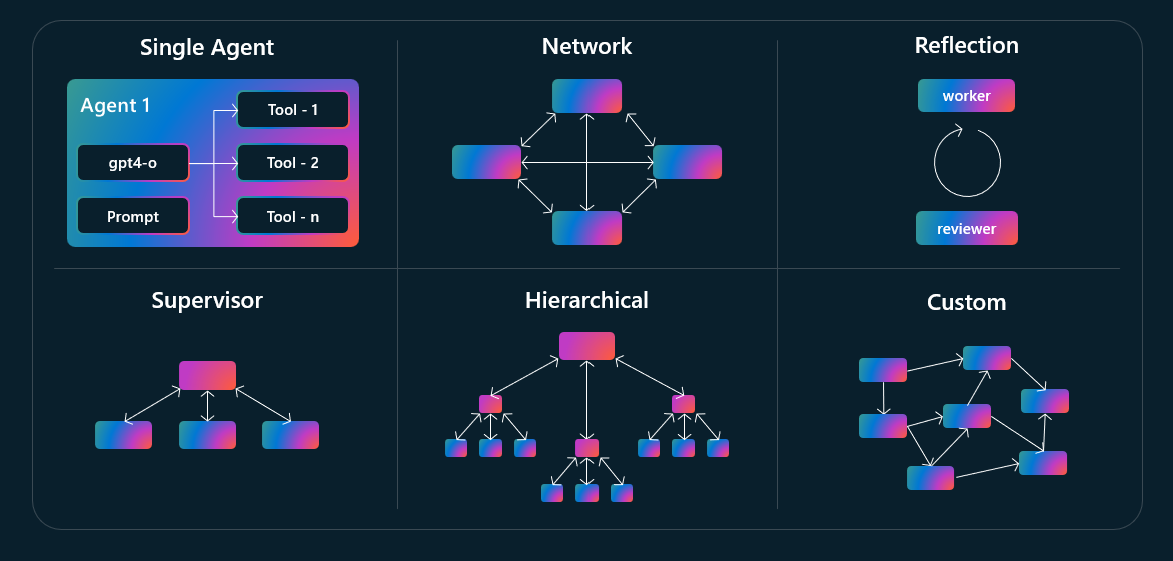 Single Agent
Agent 1
gpt4-o
Prompt
Tool - 1
Tool - 2
Tool - n
Network
Reflection
worker
reviewer
Supervisor
Hierarchical
Custom